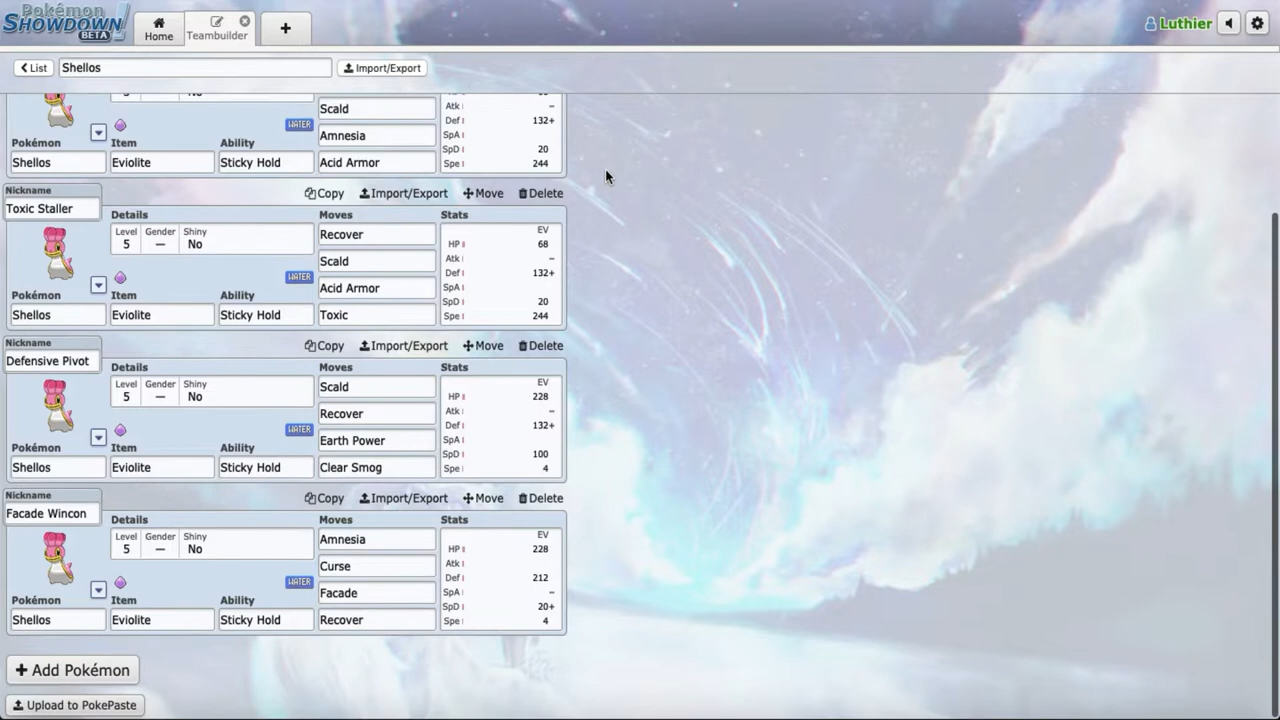 Pokémon
SHOWDOWN!
BETA
Home
Teambuilder
+
Luthier
List
Shellos
Import/Export
No
WATER
Pokémon
Item
Ability
Shellos
Eviolite
Sticky Hold
Scald
Amnesia
Acid Armor
Atk –
Def 132+
SpA
SpD 20
Spe 244
Nickname
Toxic Staller
Copy
Import/Export
Move
Delete
Details
Moves
Stats
Level
Gender
Shiny
5
—
No
WATER
Pokémon
Item
Ability
Shellos
Eviolite
Sticky Hold
Recover
Scald
Acid Armor
Toxic
EV
HP 68
Atk –
Def 132+
SpA
SpD 20
Spe 244
Nickname
Defensive Pivot
Copy
Import/Export
Move
Delete
Details
Moves
Stats
Level
Gender
Shiny
5
—
No
WATER
Pokémon
Item
Ability
Shellos
Eviolite
Sticky Hold
Scald
Recover
Earth Power
Clear Smog
EV
HP 228
Atk –
Def 132+
SpA
SpD 100
Spe 4
Nickname
Facade Wincon
Copy
Import/Export
Move
Delete
Details
Moves
Stats
Level
Gender
Shiny
5
—
No
WATER
Pokémon
Item
Ability
Shellos
Eviolite
Sticky Hold
Amnesia
Curse
Facade
Recover
EV
HP 228
Atk
Def 212
SpA –
SpD 20+
Spe 4
+ Add Pokémon
Upload to PokePaste